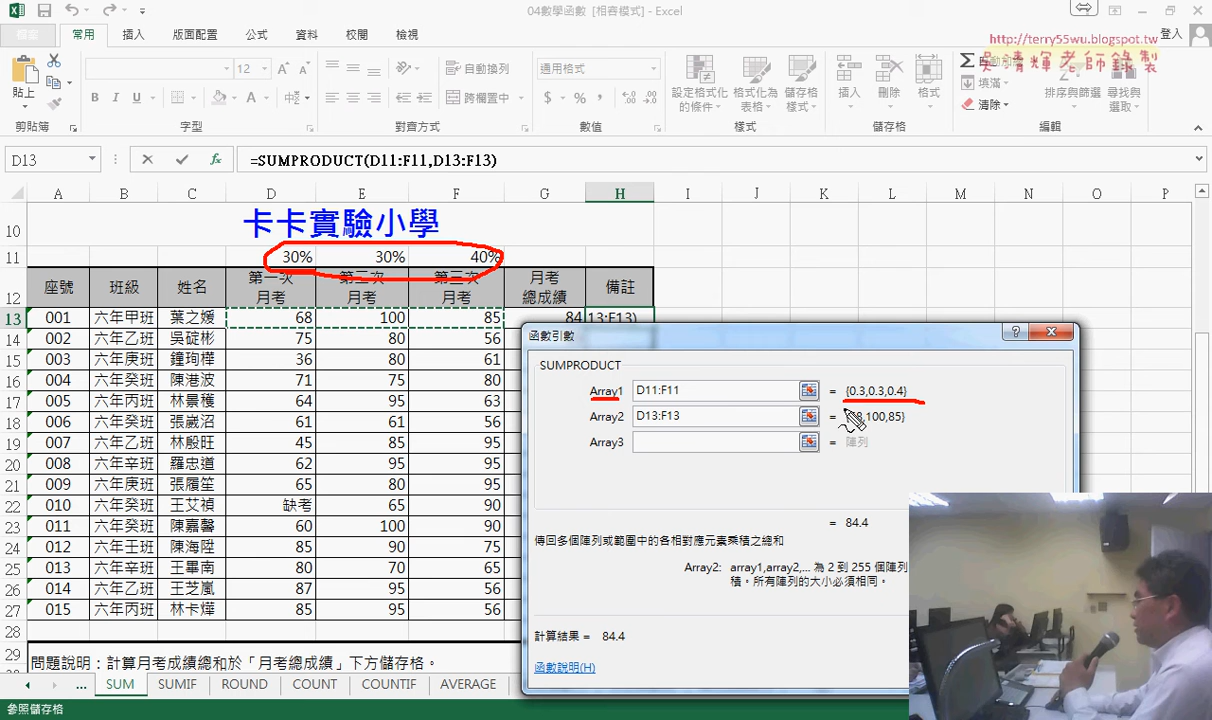 04數學函數 [相容模式] - Excel
http://terry55wu.blogspot.tw
登入
吳清輝老師錄製
檔案 常用 插入 版面配置 公式 資料 校閱 檢視
12 自動換列 通用格式 自動加總
貼上 B I U 中 跨欄置中 $ % , 設定格式化的條件 格式化為表格 儲存格樣式 插入 刪除 格式 填滿 清除 排序與篩選 尋找與選取
剪貼簿 字型 對齊方式 數值 樣式 儲存格 編輯
D13 fx =SUMPRODUCT(D11:F11,D13:F13)
A B C D E F G H I J K L M N O P
10 卡卡實驗小學
11 30% 30% 40%
12 座號 班級 姓名 第一次月考 第二次月考 第三次月考 月考總成績 備註
13 001 六年甲班 葉之媛 68 100 85 84 13:F13)
14 002 六年乙班 吳碇彬 75 80 56
15 003 六年庚班 鐘珣樺 36 80 61
16 004 六年癸班 陳港波 71 75 80
17 005 六年丙班 林景穫 64 95 63
18 006 六年癸班 張崴 61 61 56
19 007 六年乙班 林殷旺 45 85 95
20 008 六年辛班 羅忠道 62 95 95
21 009 六年庚班 張履笙 65 80 95
22 010 六年癸班 王艾禎 缺考 65 90
23 011 六年癸班 陳嘉馨 60 100 90
24 012 六年壬班 陳海陞 85 90 75
25 013 六年辛班 王畢南 80 70 65
26 014 六年乙班 王芝嵐 87 95 56
27 015 六年丙班 林卡燁 85 95 56
28
29 問題說明：計算月考成績總和於「月考總成績」下方儲存格。
函數引數
SUMPRODUCT
Array1 D11:F11 = {0.3,0.3,0.4}
Array2 D13:F13 = ,100,85}
Array3 = 陣列
= 84.4
傳回多個陣列或範圍中的各相對應元素乘積之總和
Array2: array1,array2,... 為 2 到 255 個陣列
積。所有陣列的大小必須相同。
計算結果 = 84.4
函數說明(H)
... SUM SUMIF ROUND COUNT COUNTIF AVERAGE
參照儲存格